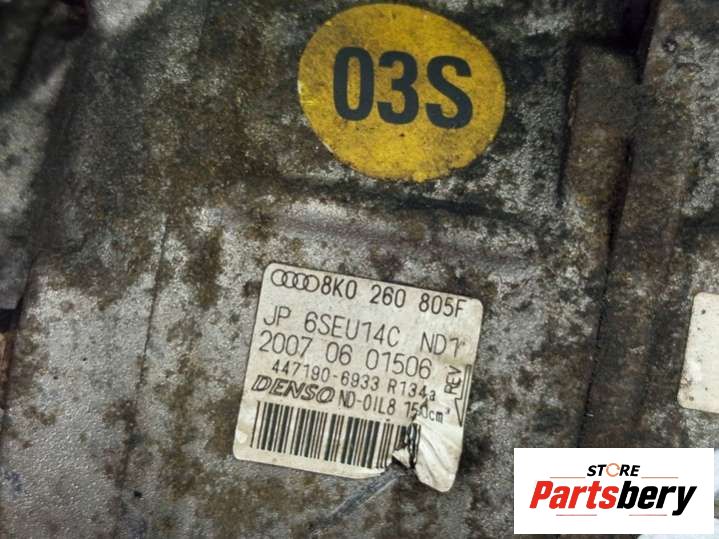 03S
8K0 260 805F
JP 6SEU14C ND1
2007 06 01506
447190-6933 R134a
DENSO ND-OIL8 150cm³
REV
STORE
Partsbery